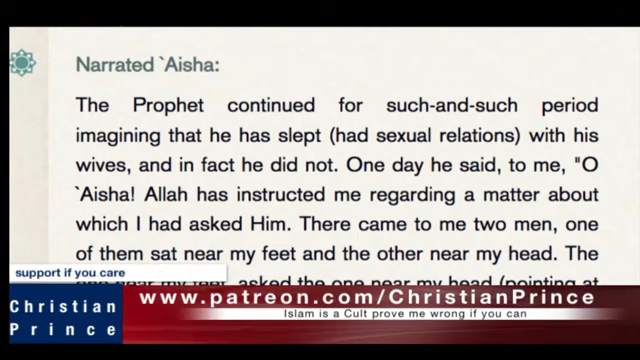 Narrated `Aisha:
The Prophet continued for such-and-such period
imagining that he has slept (had sexual relations) with his
wives, and in fact he did not. One day he said, to me, "O
`Aisha! Allah has instructed me regarding a matter about
which I had asked Him. There came to me two men, one
of them sat near my feet and the other near my head. The
one near my feet, asked the one near my head (pointing at
support if you care
Christian
Prince
www.patreon.com/ChristianPrince
Islam is a Cult prove me wrong if you can